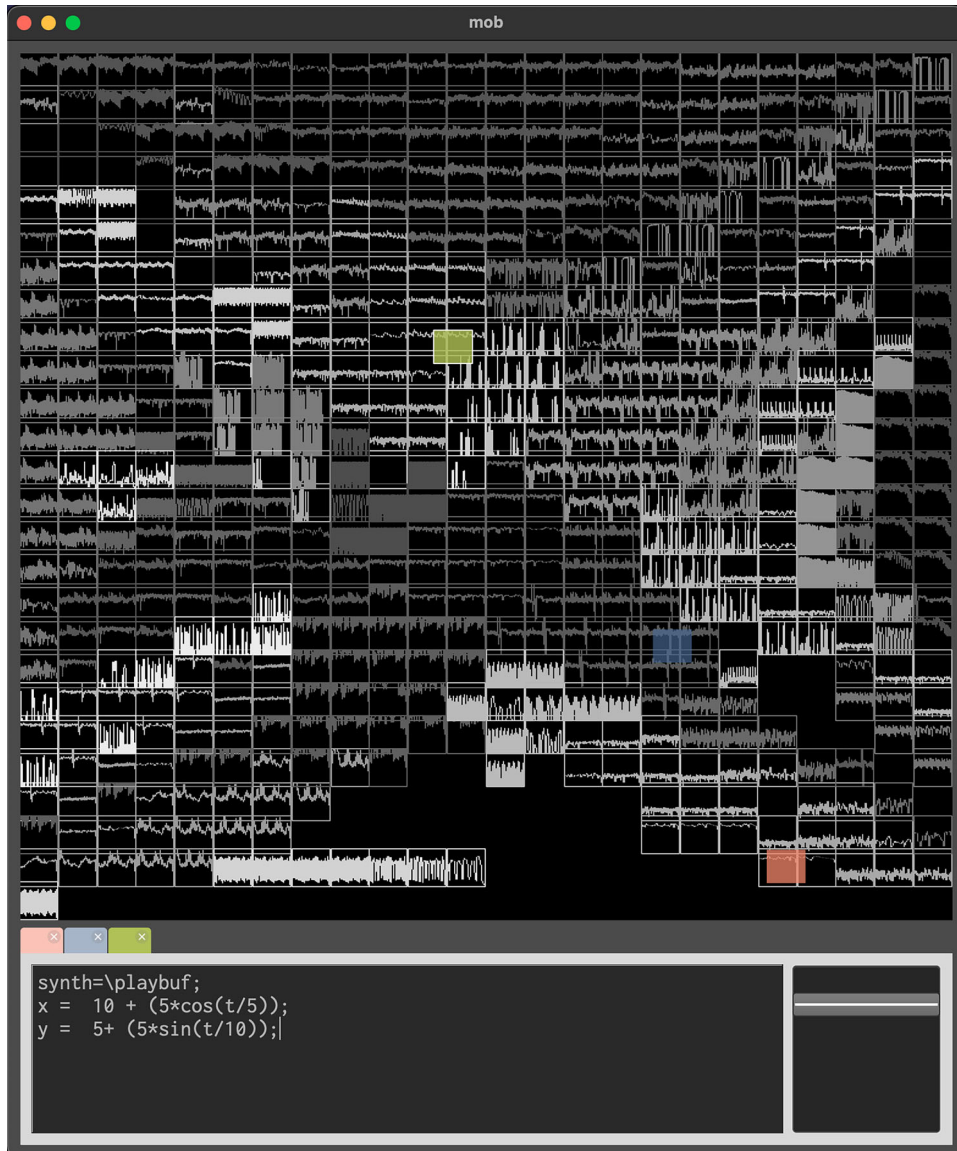 mob
synth=\playbuf;
x =  10 + (5*cos(t/5));
y =  5+ (5*sin(t/10));